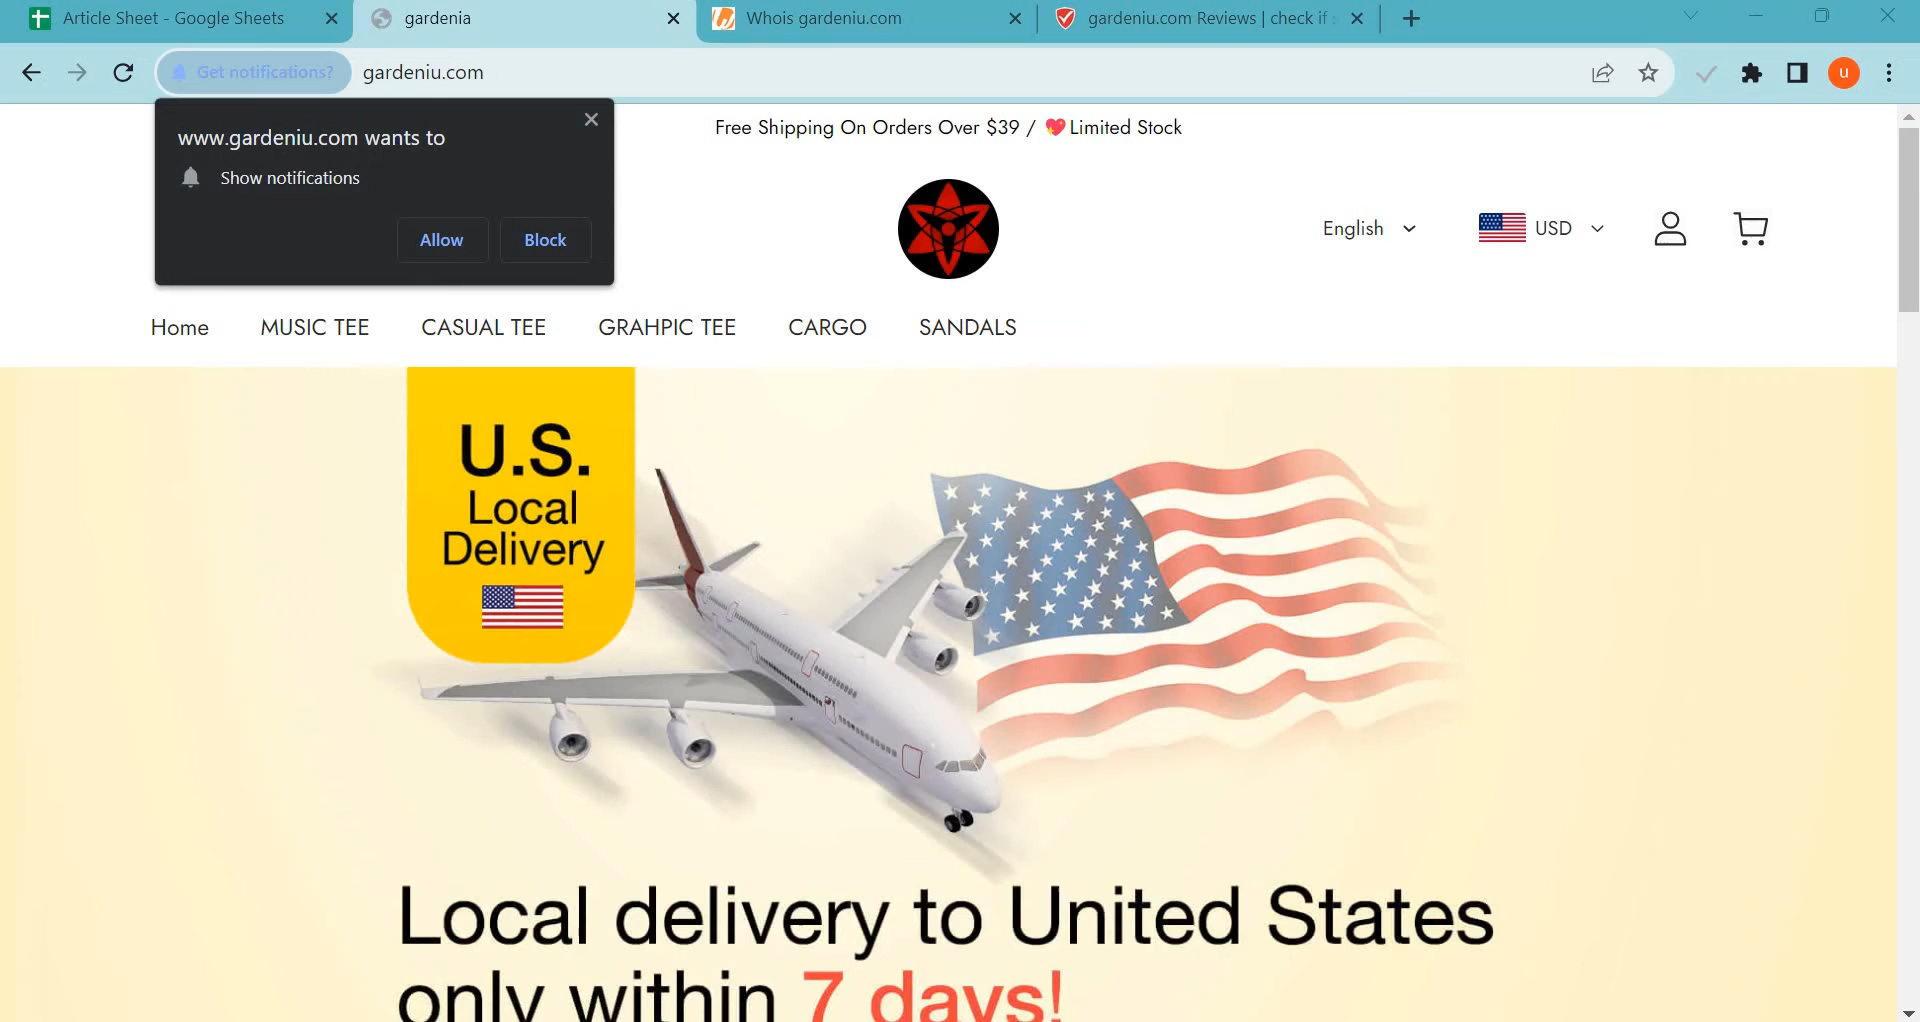 Article Sheet - Google Sheets
gardenia
Whois gardeniu.com
gardeniu.com Reviews | check if
Get notifications?
gardeniu.com
u
www.gardeniu.com wants to
Show notifications
Allow
Block
Free Shipping On Orders Over $39 / 💖Limited Stock
English
USD
Home
MUSIC TEE
CASUAL TEE
GRAHPIC TEE
CARGO
SANDALS
U.S.
Local
Delivery
Local delivery to United States
only within 7 days!